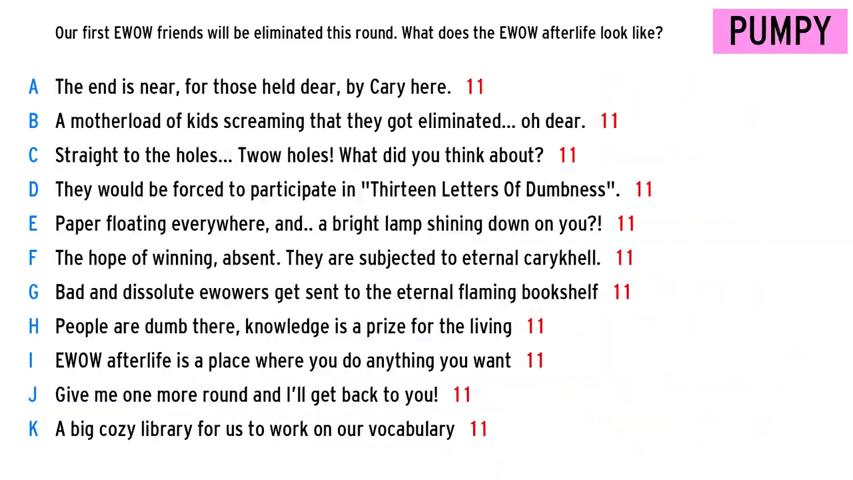 Our first EWOW friends will be eliminated this round. What does the EWOW afterlife look like?
PUMPY
A The end is near, for those held dear, by Cary here. 11
B A motherload of kids screaming that they got eliminated... oh dear. 11
C Straight to the holes... Twow holes! What did you think about? 11
D They would be forced to participate in "Thirteen Letters Of Dumbness". 11
E Paper floating everywhere, and.. a bright lamp shining down on you?! 11
F The hope of winning, absent. They are subjected to eternal carykhell. 11
G Bad and dissolute ewowers get sent to the eternal flaming bookshelf 11
H People are dumb there, knowledge is a prize for the living 11
I EWOW afterlife is a place where you do anything you want 11
J Give me one more round and I'll get back to you! 11
K A big cozy library for us to work on our vocabulary 11